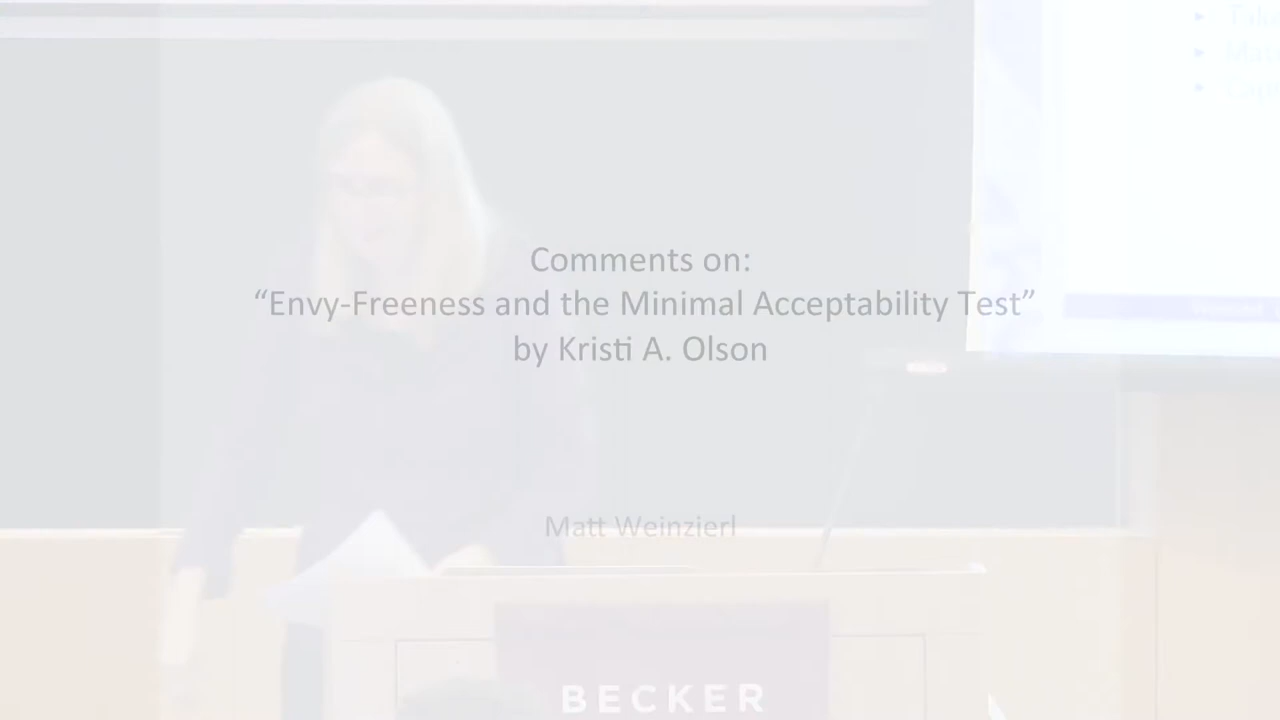 Comments on:
“Envy-Freeness and the Minimal Acceptability Test”
by Kristi A. Olson
Matt Weinzierl
BECKER